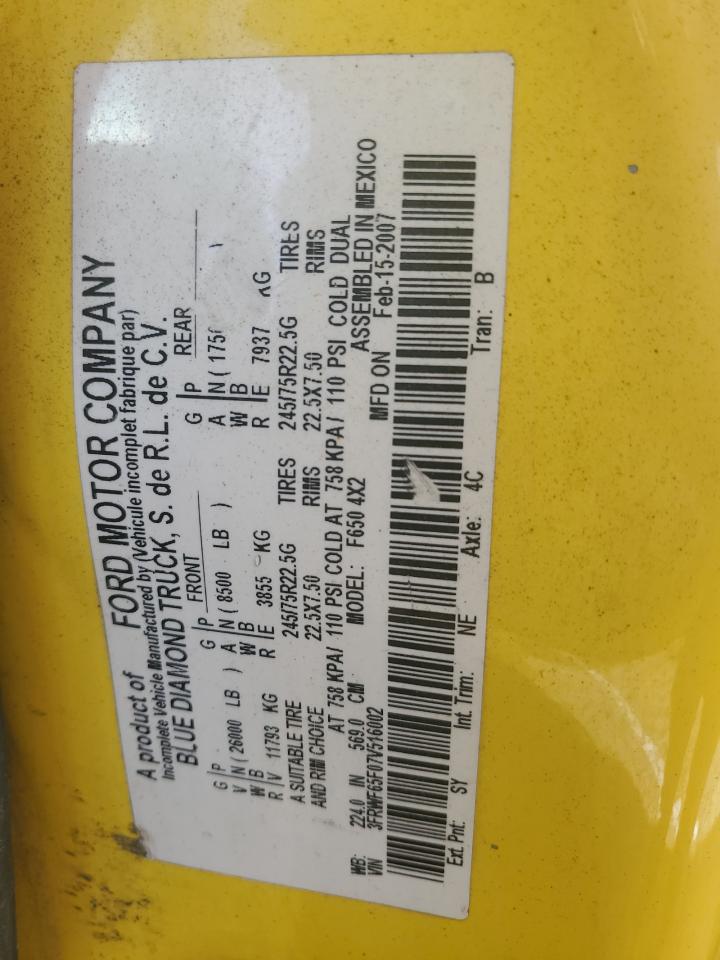 A product of FORD MOTOR COMPANY
Incomplete Vehicle Manufactured by (Vehicule incomplet fabrique par)
BLUE DIAMOND TRUCK, S. de R.L. de C.V.
FRONT REAR
G P G P G P
V N (26000 LB ) A N (8500 LB ) A N (
W B W B W B
R V 11793 KG R E 3855 KG R E 7937 KG
A SUITABLE TIRE 245/75R22.5G TIRES 245/75R22.5G TIRES
AND RIM CHOICE 22.5X7.50 RIMS 22.5X7.50 RIMS
AT 758 KPA/ 110 PSI COLD AT 758 KPA/ 110 PSI COLD DUAL
WB: 224.0 IN 569.0 CM MODEL: F650 4X2 ASSEMBLED IN MEXICO
VIN 3FRWF65F07V516002 MFD ON Feb-15-2007
Ext. Pnt: SY Int. Trim: NE Axle: 4C Tran: B